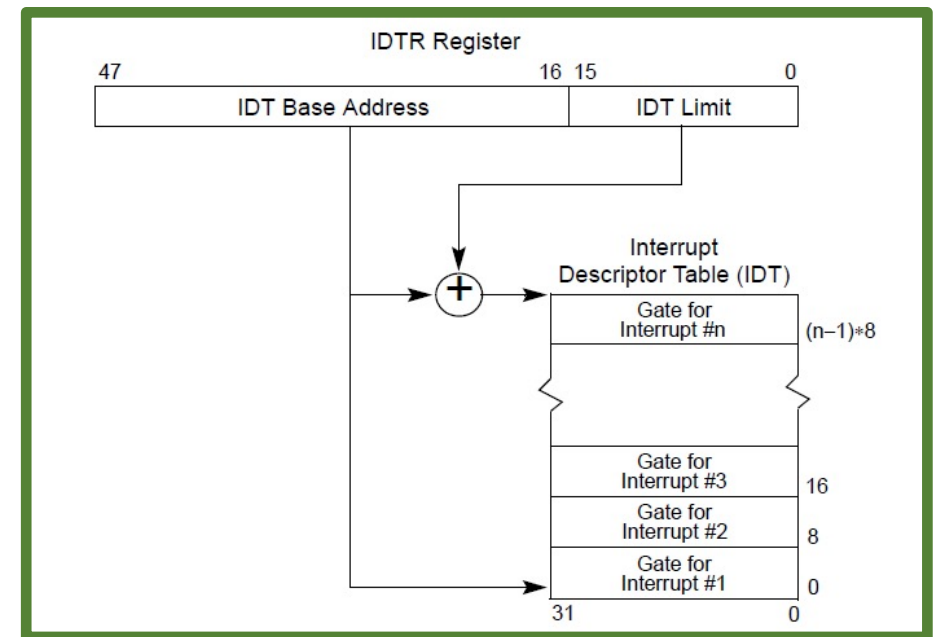 IDTR Register
47 16 15 0
IDT Base Address IDT Limit
+
Interrupt
Descriptor Table (IDT)
Gate for
Interrupt #n
(n–1)∗8
Gate for
Interrupt #3
16
Gate for
Interrupt #2
8
Gate for
Interrupt #1
0
31 0